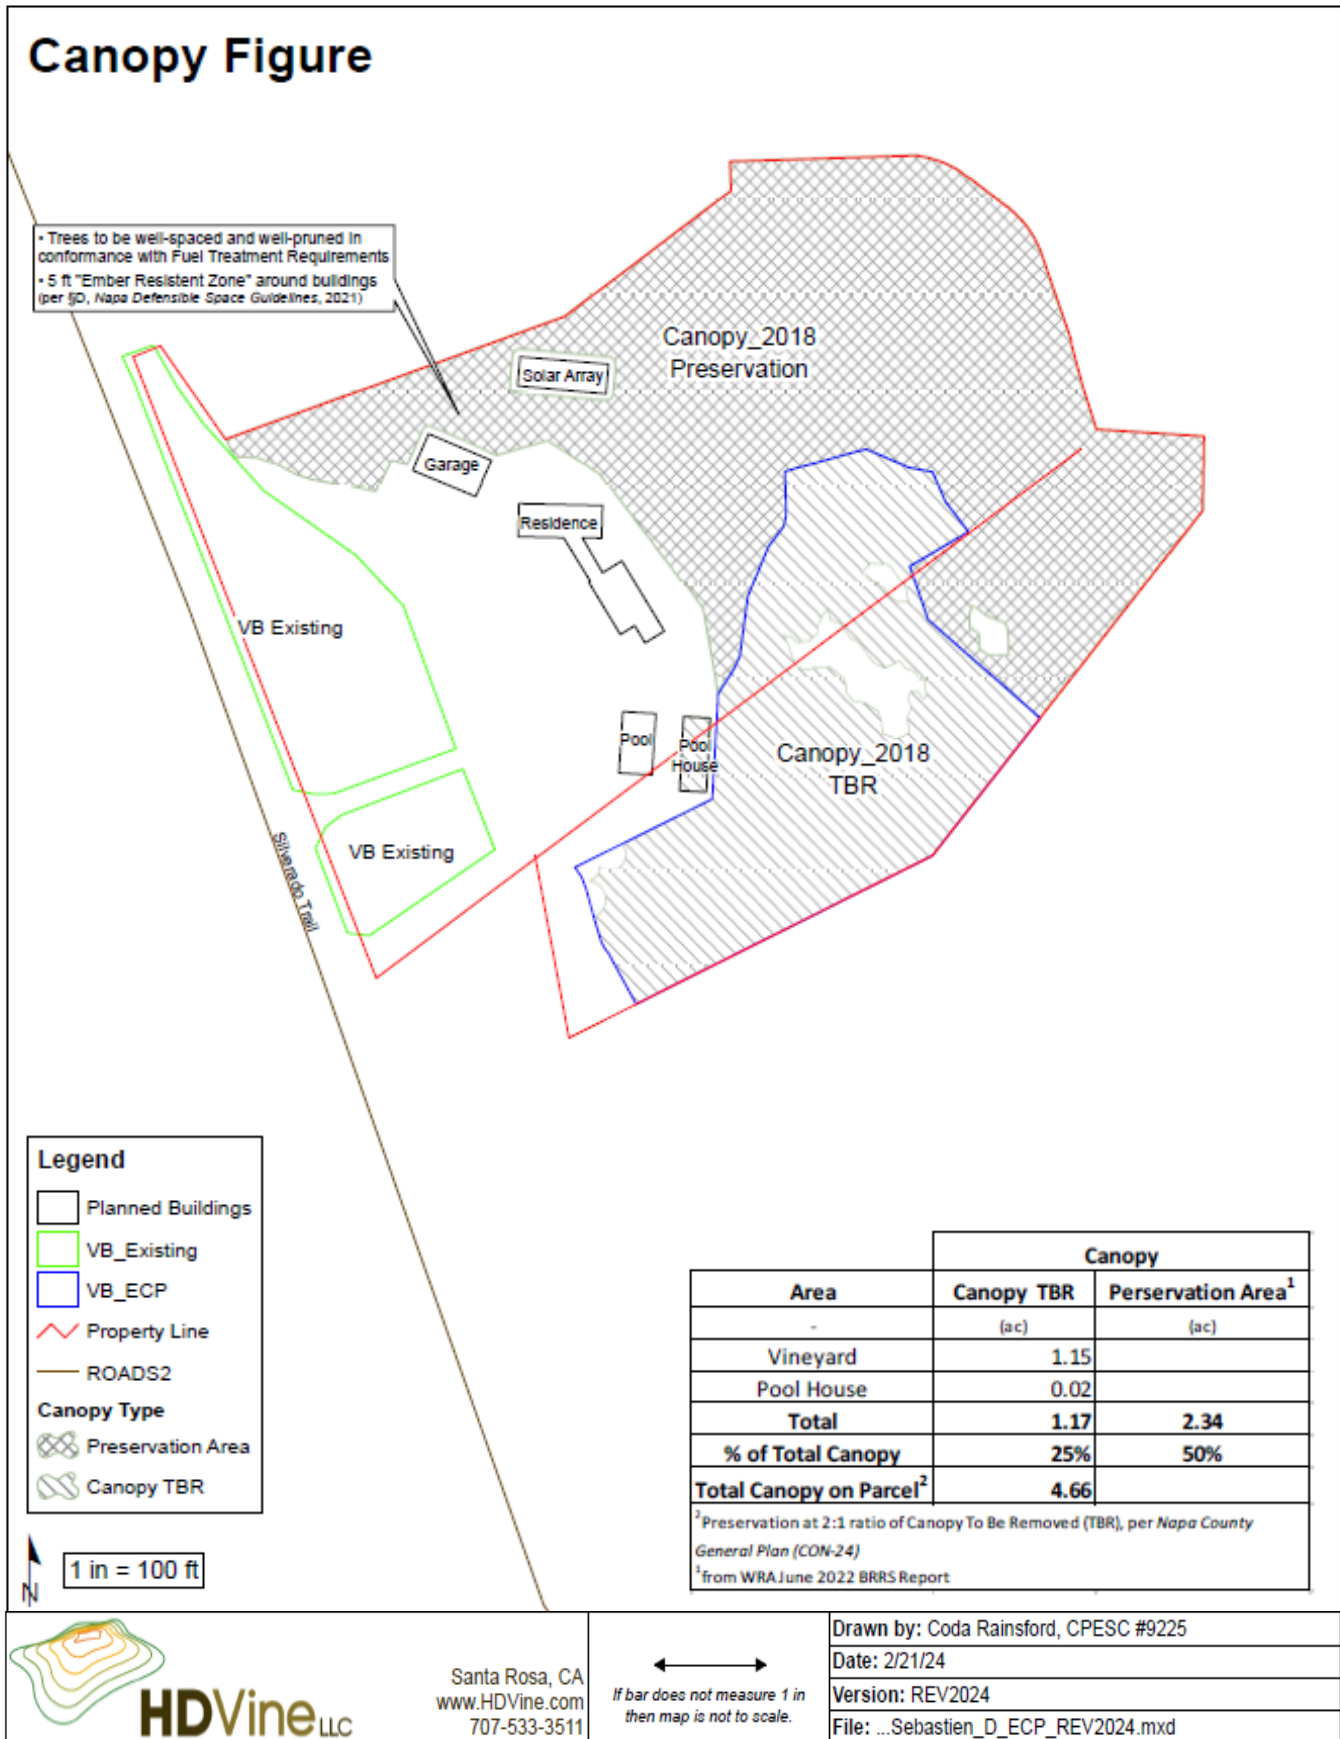 Canopy Figure
• Trees to be well-spaced and well-pruned in
conformance with Fuel Treatment Requirements
• 5 ft "Ember Resistent Zone" around buildings
(per §D, Napa Defensible Space Guidelines, 2021)
Canopy_2018
Preservation
Solar Array
Garage
Residence
VB Existing
Pool
Pool
House
Canopy_2018
TBR
VB Existing
Silverado Trail
Legend
Planned Buildings
VB_Existing
VB_ECP
Property Line
ROADS2
Canopy Type
Preservation Area
Canopy TBR
N
1 in = 100 ft
Canopy
Area Canopy TBR Perservation Area1
- (ac) (ac)
Vineyard 1.15
Pool House 0.02
Total 1.17 2.34
% of Total Canopy 25% 50%
Total Canopy on Parcel2 4.66
2Preservation at 2:1 ratio of Canopy To Be Removed (TBR), per Napa County
General Plan (CON-24)
1from WRA June 2022 BRRS Report
HDVine LLC
Santa Rosa, CA
www.HDVine.com
707-533-3511
If bar does not measure 1 in
then map is not to scale.
Drawn by: Coda Rainsford, CPESC #9225
Date: 2/21/24
Version: REV2024
File: ...Sebastien_D_ECP_REV2024.mxd